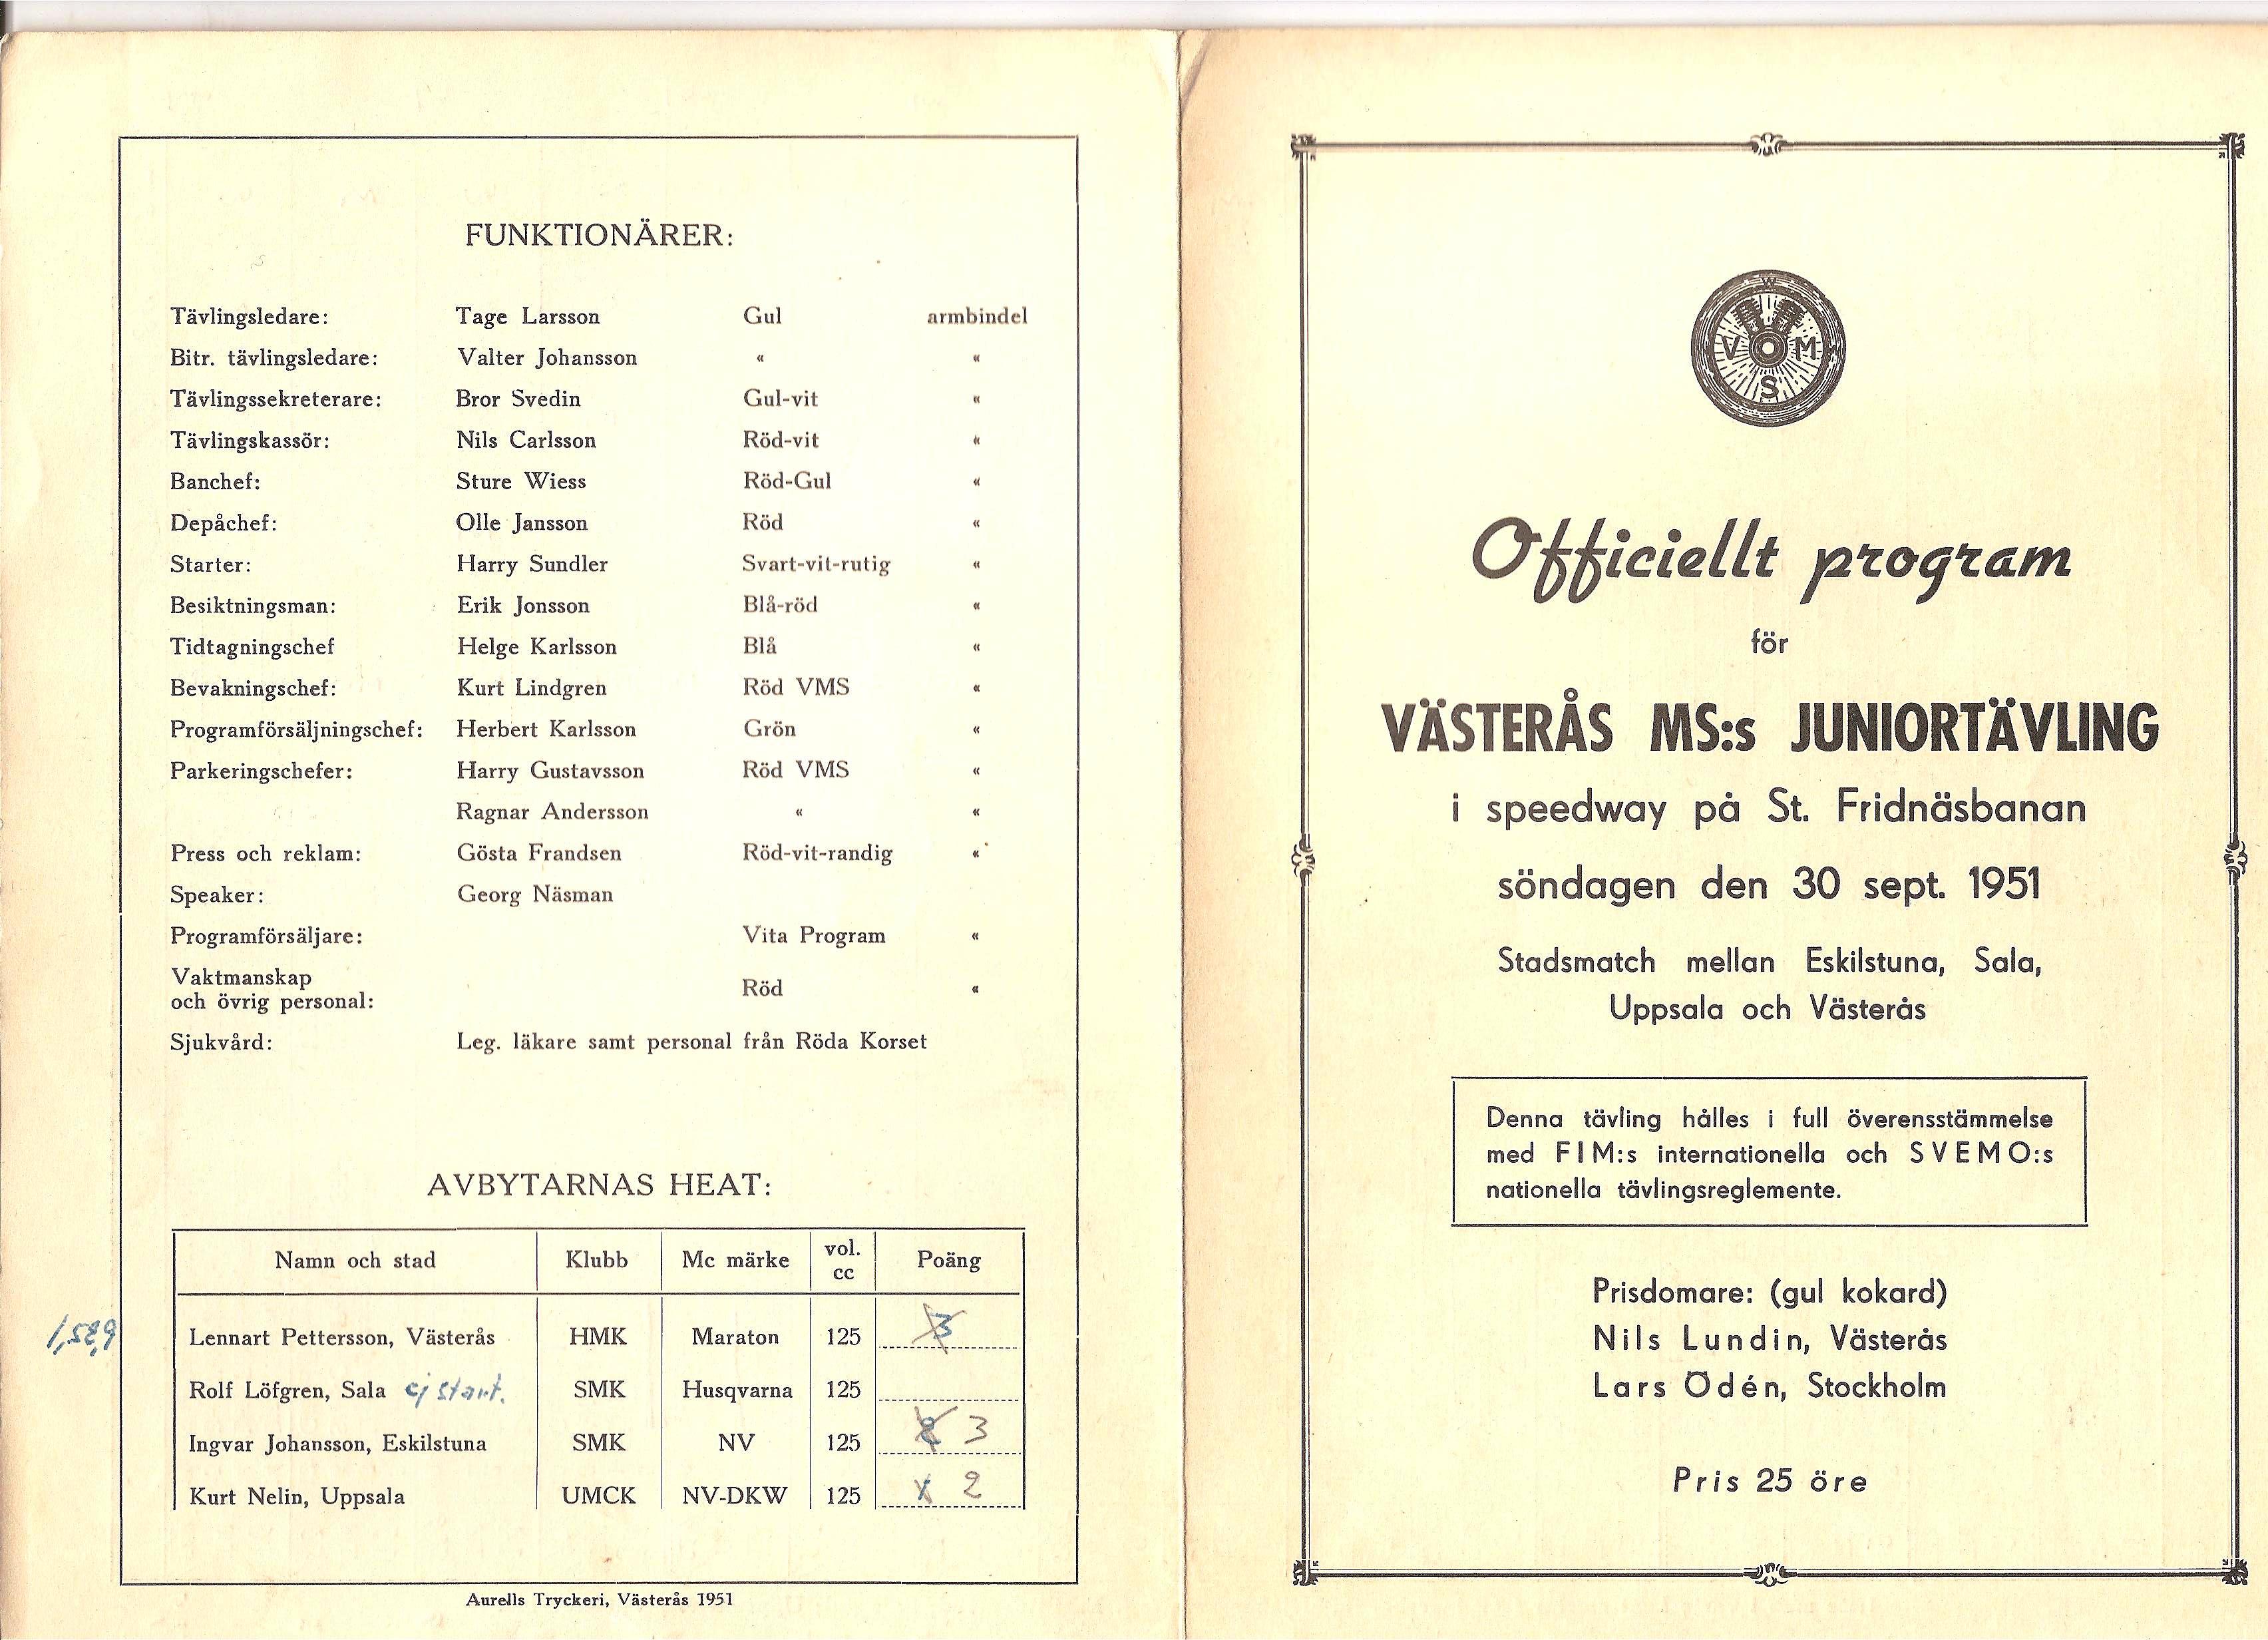 FUNKTIONÄRER:
Tävlingsledare: Tage Larsson Gul armbindel
Bitr. tävlingsledare: Valter Johansson « «
Tävlingssekreterare: Bror Svedin Gul-vit «
Tävlingskassör: Nils Carlsson Röd-vit «
Banchef: Sture Wiess Röd-Gul «
Depåchef: Olle Jansson Röd «
Starter: Harry Sundler Svart-vit-rutig «
Besiktningsman: Erik Jonsson Blå-röd «
Tidtagningschef Helge Karlsson Blå «
Bevakningschef: Kurt Lindgren Röd VMS «
Programförsäljningschef: Herbert Karlsson Grön «
Parkeringschefer: Harry Gustavsson Röd VMS «
Ragnar Andersson « «
Press och reklam: Gösta Frandsen Röd-vit-randig «
Speaker: Georg Näsman
Programförsäljare: Vita Program «
Vaktmanskap
och övrig personal: Röd «
Sjukvård: Leg. läkare samt personal från Röda Korset
AVBYTARNAS HEAT:
Namn och stad Klubb Mc märke vol. cc Poäng
1,52,9 Lennart Pettersson, Västerås HMK Maraton 125 3
Rolf Löfgren, Sala ej start. SMK Husqvarna 125
Ingvar Johansson, Eskilstuna SMK NV 125 2 3
Kurt Nelin, Uppsala UMCK NV-DKW 125 1 2
Aurells Tryckeri, Västerås 1951
V M S
Officiellt program
för
VÄSTERÅS MS:s JUNIORTÄVLING
i speedway på St. Fridnäsbanan
söndagen den 30 sept. 1951
Stadsmatch mellan Eskilstuna, Sala,
Uppsala och Västerås
Denna tävling hålles i full överensstämmelse
med FIM:s internationella och SVEMO:s
nationella tävlingsreglemente.
Prisdomare: (gul kokard)
Nils Lundin, Västerås
Lars Ödén, Stockholm
Pris 25 öre